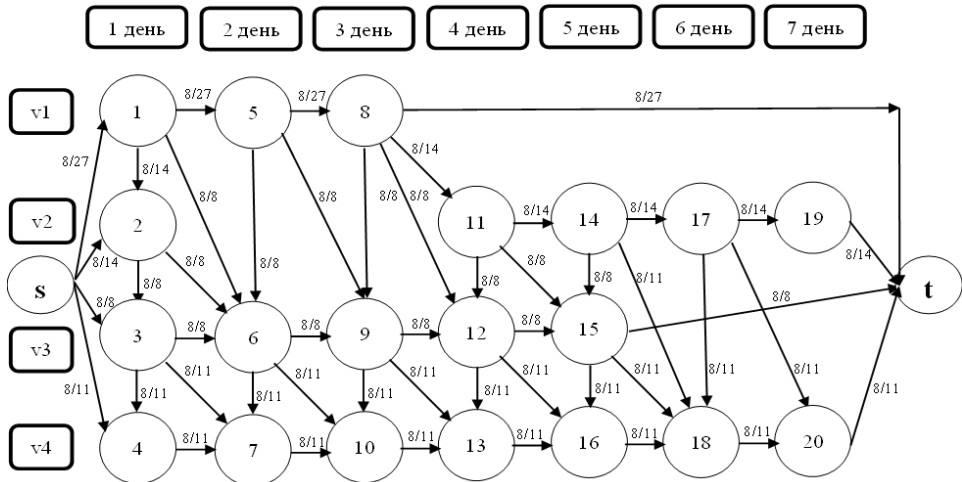 1 день 2 день 3 день 4 день 5 день 6 день 7 день
v1 1 8/27 5 8/27 8 8/27
8/27 8/14 8/8 8/8 8/8 8/8 8/14
v2 2 11 8/14 14 8/14 17 8/14 19
8/14 8/8 8/8 8/8 8/8 8/8 8/11 8/14
s t
8/8 8/8
v3 3 8/8 6 8/8 9 8/8 12 8/8 15
8/11 8/11 8/11 8/11 8/11 8/11 8/11 8/11 8/11 8/11 8/11 8/11 8/11 8/11
v4 4 8/11 7 8/11 10 8/11 13 8/11 16 8/11 18 8/11 20